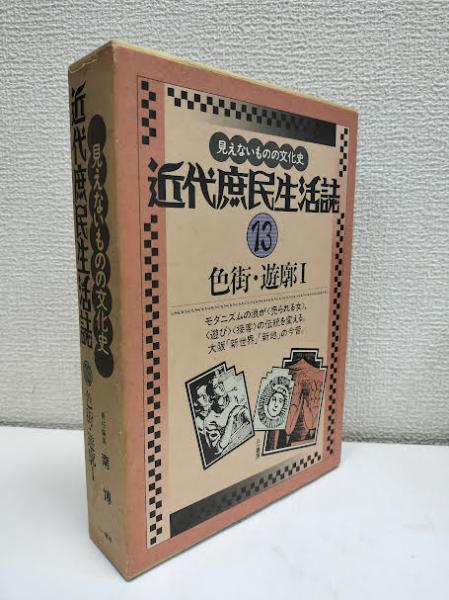 見えないものの文化史
近代庶民生活誌
13
色街・遊廓 I
モダニズムの浪が〈売られる女〉、
〈遊び〉〈接客〉の伝統を変える。
大阪「新世界」「新地」の今昔。
近代庶民生活誌
見えないものの文化史
色街・遊廓 I
南 博